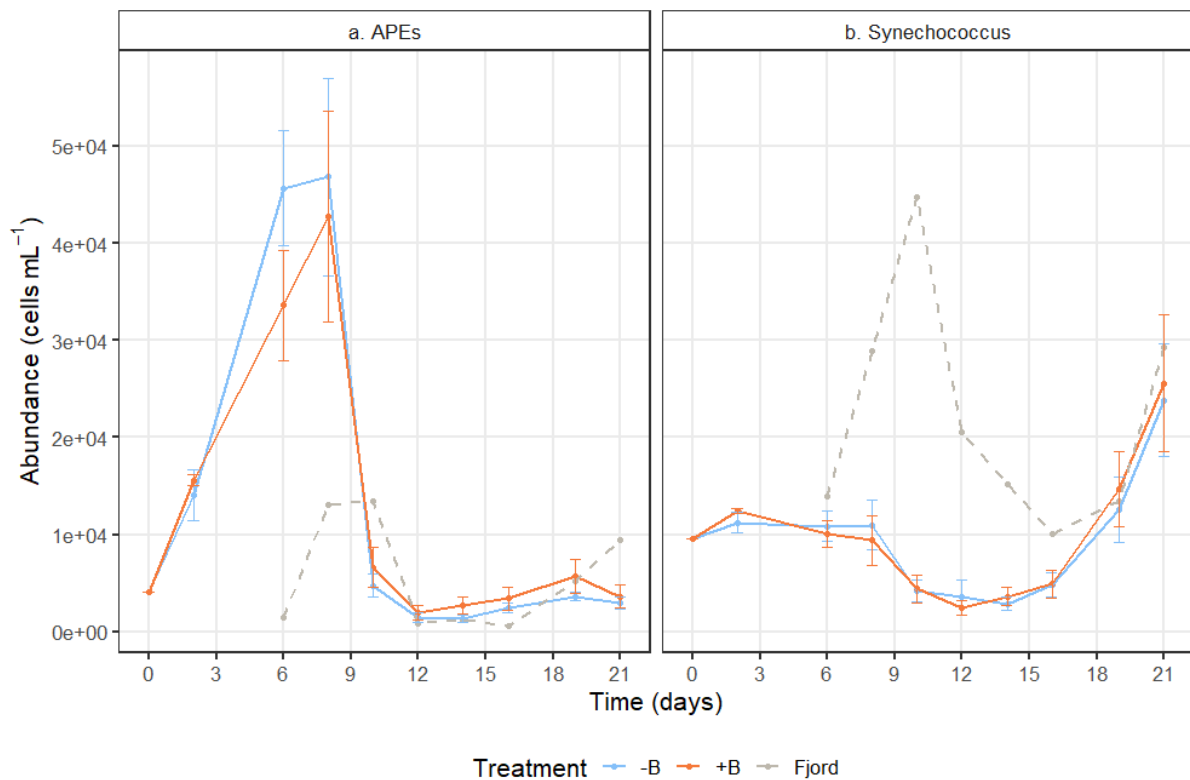 a. APEs
b. Synechococcus
Abundance (cells mL⁻¹)
5e+04
4e+04
3e+04
2e+04
1e+04
0e+00
0 3 6 9 12 15 18 21
0 3 6 9 12 15 18 21
Time (days)
Treatment -B +B Fjord